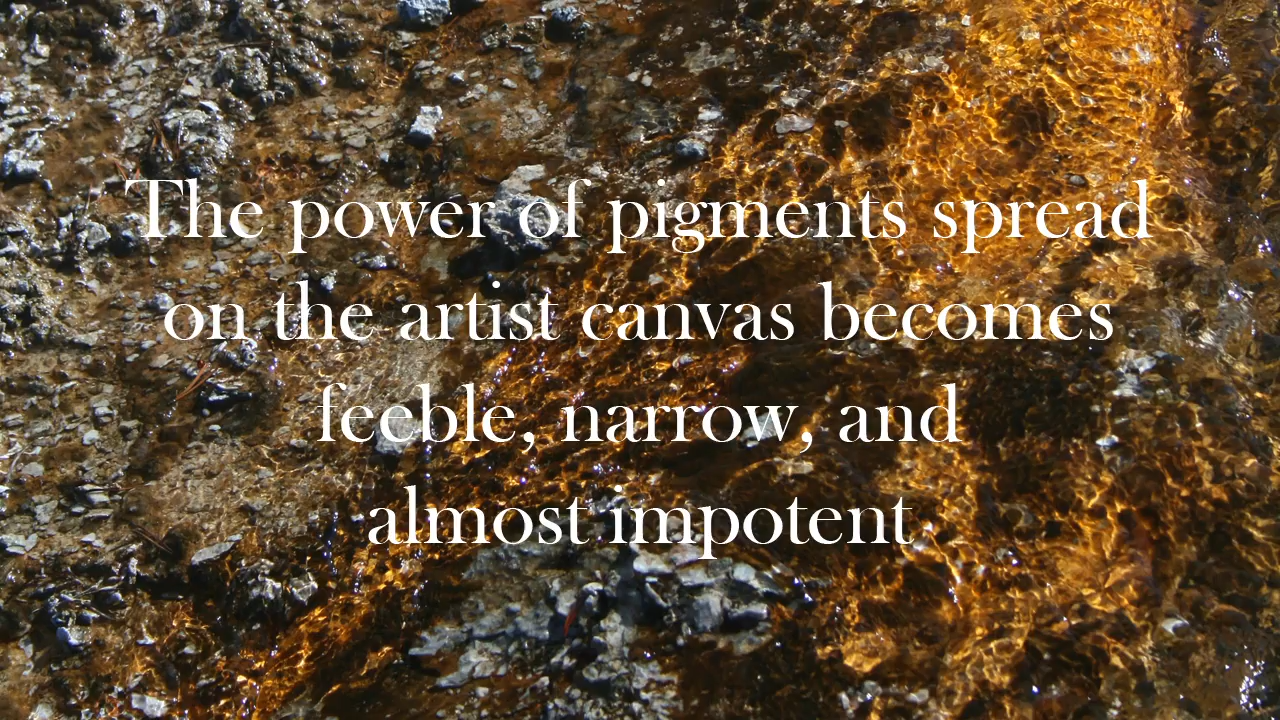 The power of pigments spread
on the artist canvas becomes
feeble, narrow, and
almost impotent